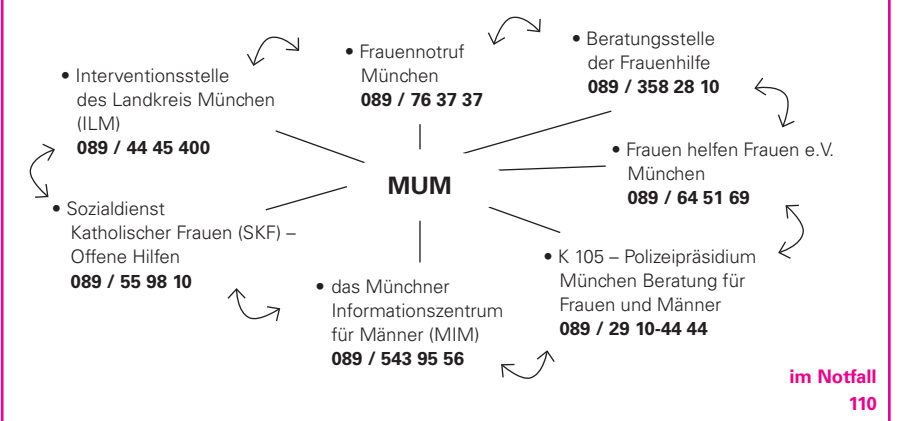 • Frauennotruf
München
089 / 76 37 37
• Beratungsstelle
der Frauenhilfe
089 / 358 28 10
• Interventionsstelle
des Landkreis München
(ILM)
089 / 44 45 400
• Frauen helfen Frauen e.V.
München
089 / 64 51 69
MUM
• Sozialdienst
Katholischer Frauen (SKF) –
Offene Hilfen
089 / 55 98 10
• K 105 – Polizeipräsidium
München Beratung für
Frauen und Männer
089 / 29 10-44 44
• das Münchner
Informationszentrum
für Männer (MIM)
089 / 543 95 56
im Notfall
110